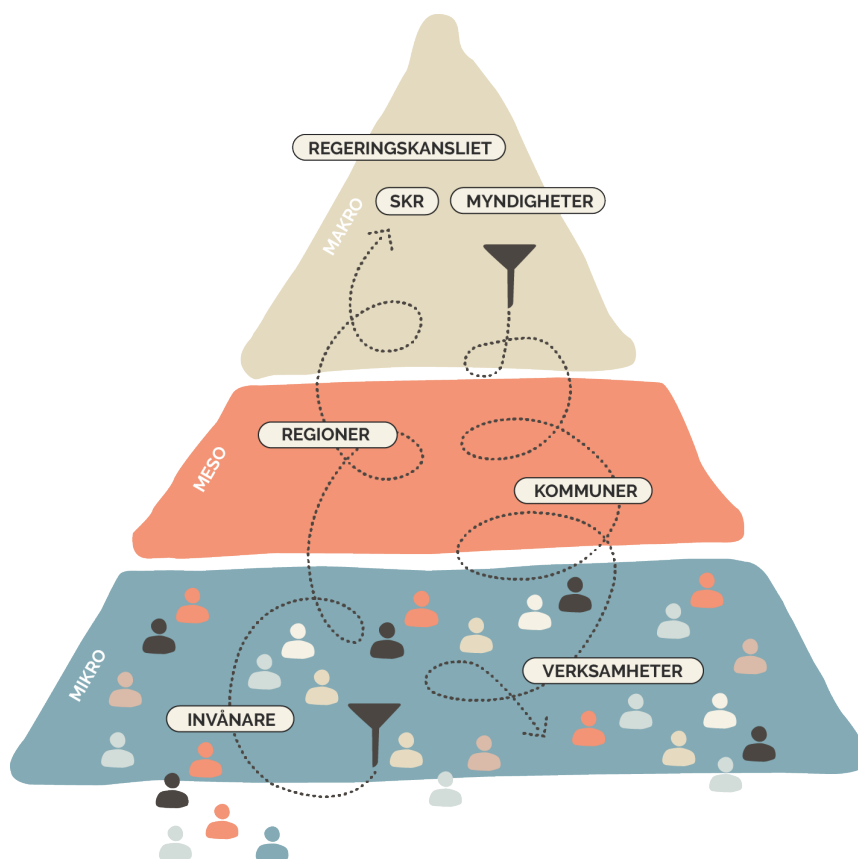 REGERINGSKANSLIET
SKR
MYNDIGHETER
MAKRO
REGIONER
MESO
KOMMUNER
MIKRO
VERKSAMHETER
INVÅNARE